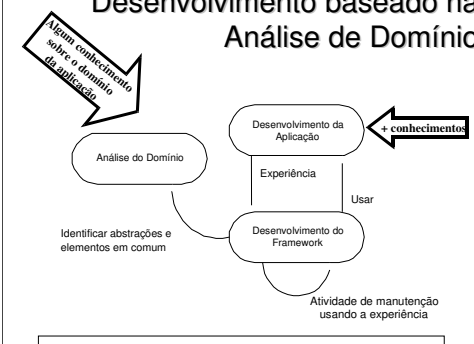 Desenvolvimento baseado na
Análise de Domínio
Algum conhecimento
sobre o domínio
da aplicação
Desenvolvimento da
Aplicação
+ conhecimentos
Análise do Domínio
Experiência
Usar
Identificar abstrações e
elementos em comum
Desenvolvimento do
Framework
Atividade de manutenção
usando a experiência